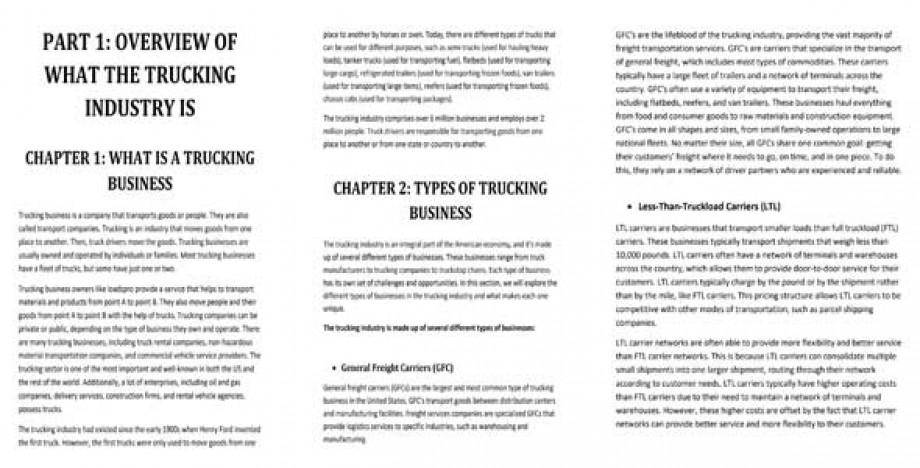 PART 1: OVERVIEW OF
WHAT THE TRUCKING
INDUSTRY IS
CHAPTER 1: WHAT IS A TRUCKING
BUSINESS
Trucking business is a company that transports goods or people. They are also
called transport companies. Trucking is an industry that moves goods from one
place to another. Then, truck drivers move the goods. Trucking businesses are
usually owned and operated by individuals or families. Most trucking businesses
have a fleet of trucks, but some have just one or two.
Trucking business owners like loadpro provide a service that helps to transport
materials and products from point A to point B. They also move people and their
goods from point A to point B with the help of trucks. Trucking companies can be
private or public, depending on the type of business they own and operate. There
are many trucking businesses, including truck rental companies, non-hazardous
material transportation companies, and commercial vehicle service providers. The
trucking sector is one of the most important and well-known in both the US and
the rest of the world. Additionally, a lot of enterprises, including oil and gas
companies, delivery services, construction firms, and rental vehicle agencies,
possess trucks.
The trucking industry had existed since the early 1900s when Henry Ford invented
the first truck. However, the first trucks were only used to move goods from one
place to another by horses or oxen. Today, there are different types of trucks that
can be used for different purposes, such as some trucks (used for hauling heavy
loads), tanker trucks (used for transporting fuel), flatbeds (used for transporting
large cargo), refrigerated trailers (used for transporting frozen foods), van trailers
(used for transporting large items), reefers (used for transporting frozen foods),
chassis cabs (used for transporting packages).
The trucking industry comprises over 6 million businesses and employs over 2
million people. Truck drivers are responsible for transporting goods from one
place to another or from one state or country to another.
CHAPTER 2: TYPES OF TRUCKING
BUSINESS
The trucking industry is an integral part of the American economy, and it's made
up of several different types of businesses. These businesses range from truck
manufacturers to trucking companies to truckstop chains. Each type of business
has its own set of challenges and opportunities. In this section, we will explore the
different types of businesses in the trucking industry and what makes each one
unique.
The trucking industry is made up of several different types of businesses:
• General Freight Carriers (GFC)
General freight carriers (GFCs) are the largest and most common type of trucking
business in the United States. GFC's transport goods between distribution centers
and manufacturing facilities. Freight services companies are specialized GFCs that
provide logistics services to specific industries, such as warehousing and
manufacturing.
GFC's are the lifeblood of the trucking industry, providing the vast majority of
freight transportation services. GFC's are carriers that specialize in the transport
of general freight, which includes most types of commodities. These carriers
typically have a large fleet of trailers and a network of terminals across the
country. GFC's often use a variety of equipment to transport their freight,
including flatbeds, reefers, and van trailers. These businesses haul everything
from food and consumer goods to raw materials and construction equipment.
GFC's come in all shapes and sizes, from small family-owned operations to large
national fleets. No matter their size, all GFCs share one common goal: getting
their customers' freight where it needs to go, on time, and in one piece. To do
this, they rely on a network of driver partners who are experienced and reliable.
• Less-Than-Truckload Carriers (LTL)
LTL carriers are businesses that transport smaller loads than full truckload (FTL)
carriers. These businesses typically transport shipments that weigh less than
10,000 pounds. LTL carriers often have a network of terminals and warehouses
across the country, which allows them to provide door-to-door service for their
customers. LTL carriers typically charge by the pound or by the shipment rather
than by the mile, like FTL carriers. This pricing structure allows LTL carriers to be
competitive with other modes of transportation, such as parcel shipping
companies.
LTL carrier networks are often able to provide more flexibility and better service
than FTL carrier networks. This is because LTL carriers can consolidate multiple
small shipments into one larger shipment, routing through their network
according to customer needs. LTL carriers typically have higher operating costs
than FTL carriers due to their need to maintain a network of terminals and
warehouses. However, these higher costs are offset by the fact that LTL carrier
networks can provide better service and more flexibility to their customers.